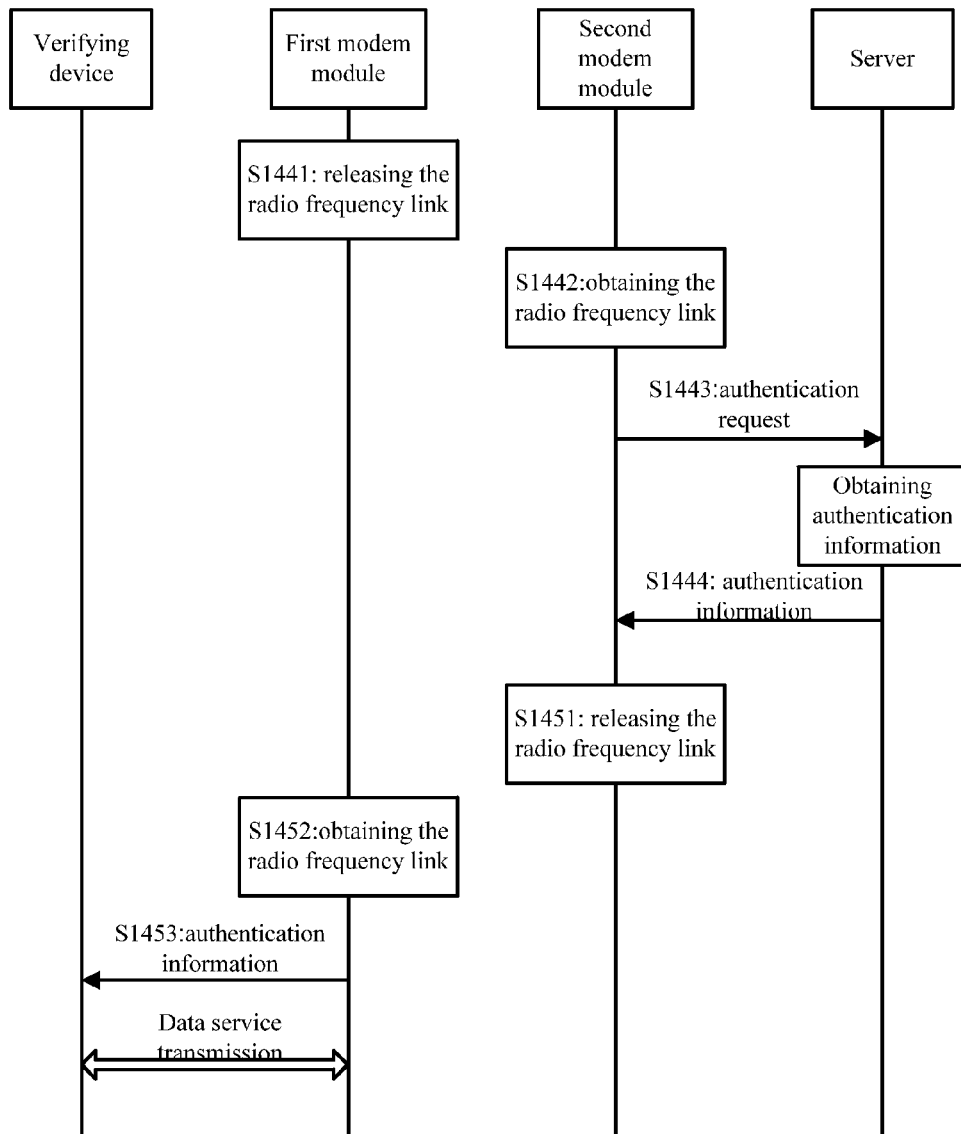 Verifying
device
First modem
module
Second
modem
module
Server
S1441: releasing the
radio frequency link
S1442:obtaining the
radio frequency link
S1443:authentication
request
Obtaining
authentication
information
S1444: authentication
information
S1451: releasing the
radio frequency link
S1452:obtaining the
radio frequency link
S1453:authentication
information
Data service
transmission